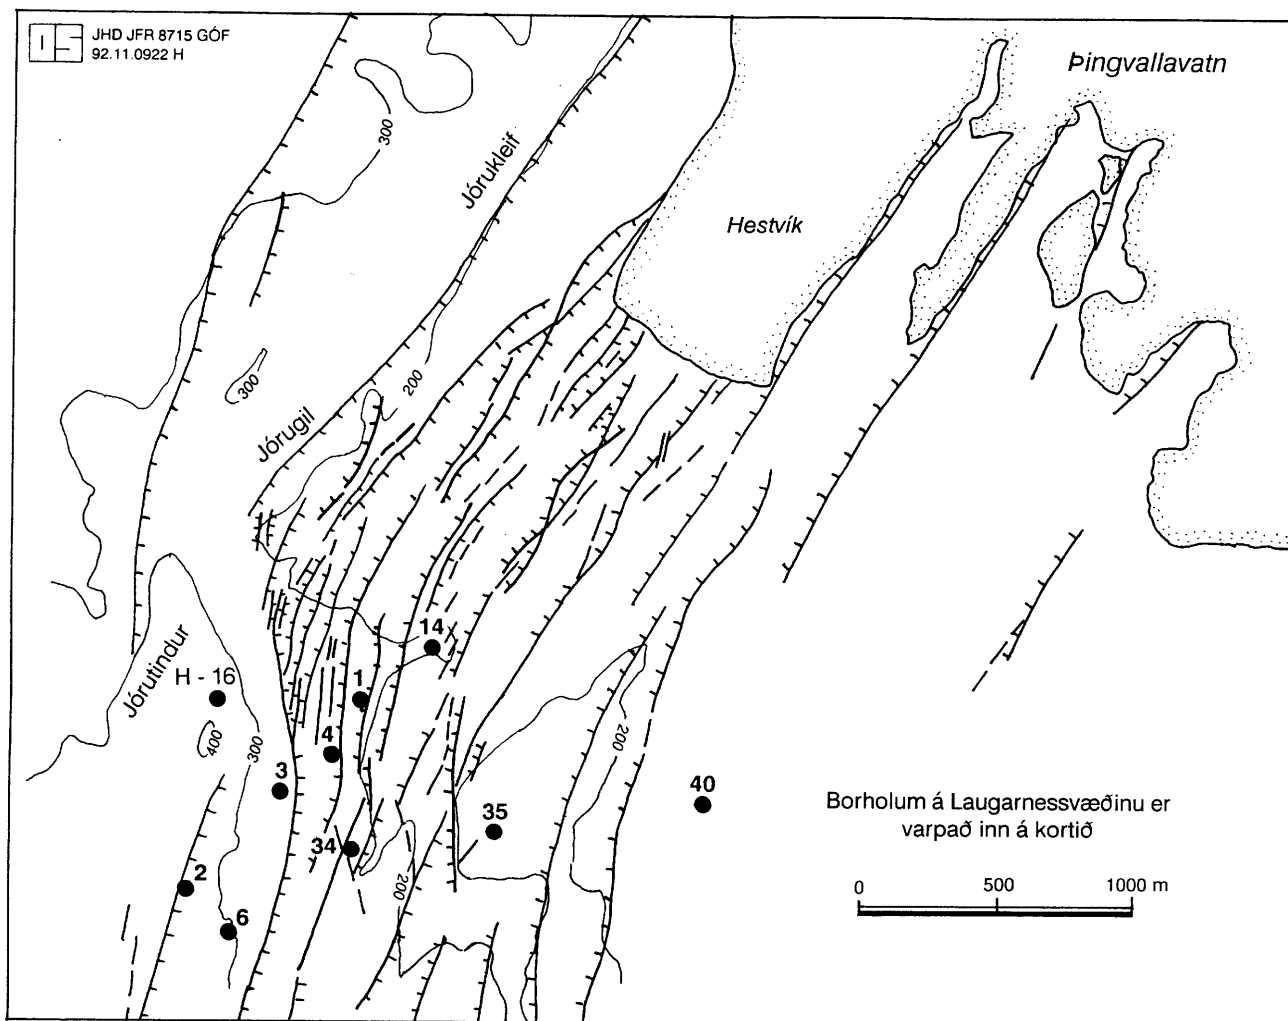 JHD JFR 8715 GÓF
92.11.0922 H
Þingvallavatn
300
Jórukleif
Hestvík
300
200
Jórugil
14
Jórutindur
H - 16
1
400
300
4
200
3
40
35
34
Borholum á Laugarnessvæðinu er
varpað inn á kortið
2
200
6
0 500 1000 m